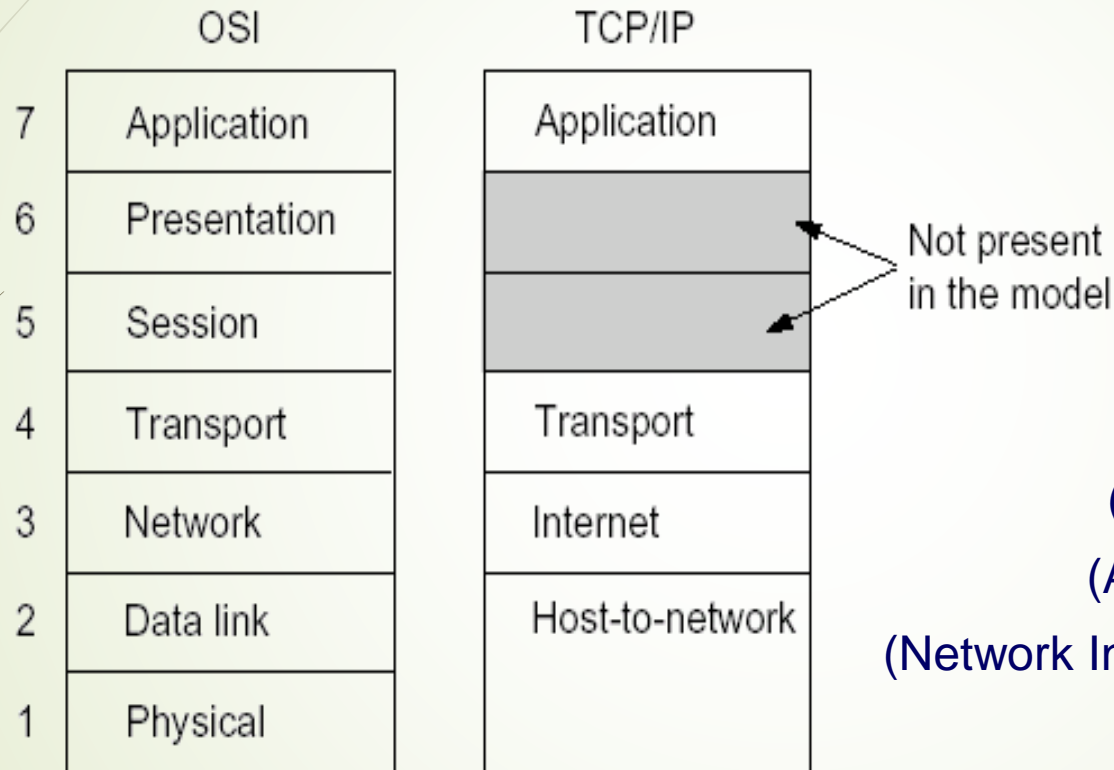 OSI
TCP/IP
7
Application
Application
6
Presentation
5
Session
Not present
in the model
4
Transport
Transport
3
Network
Internet
2
Data link
Host-to-network
1
Physical
(
(A
(Network